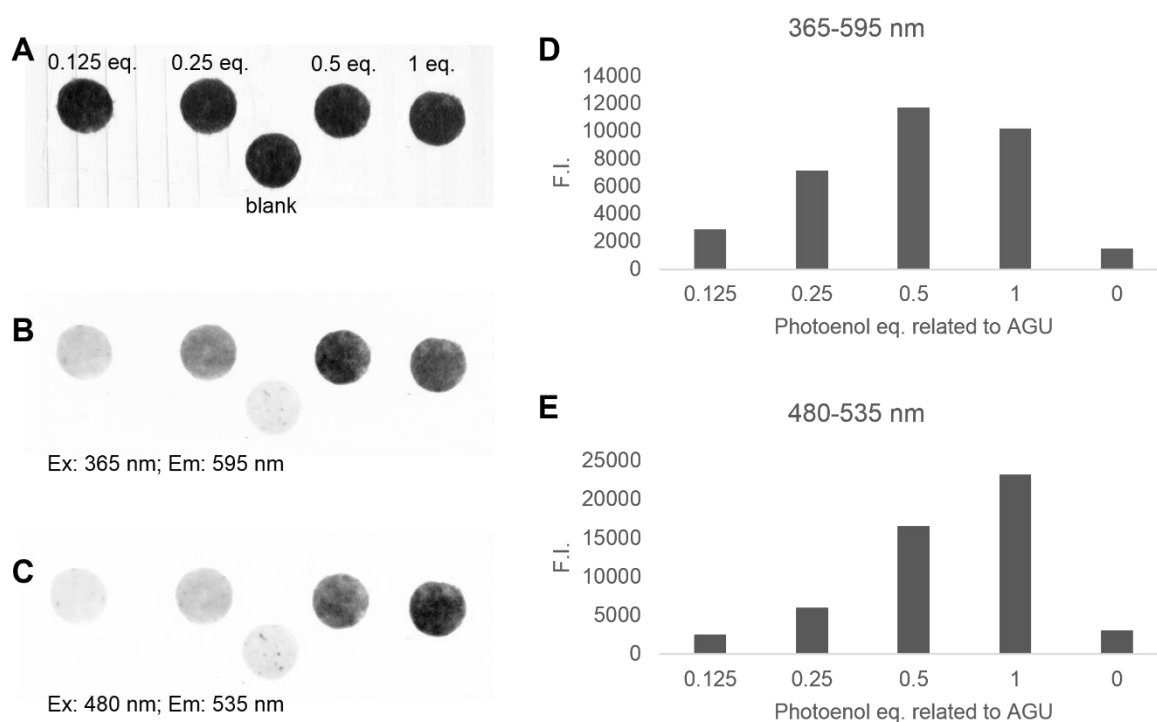 A
0.125 eq. 0.25 eq. 0.5 eq. 1 eq.
blank
B
Ex: 365 nm; Em: 595 nm
C
Ex: 480 nm; Em: 535 nm
D
365-595 nm
14000
12000
10000
8000
6000
4000
2000
0
F.I.
0.125 0.25 0.5 1 0
Photoenol eq. related to AGU
E
480-535 nm
25000
20000
15000
10000
5000
0
F.I.
0.125 0.25 0.5 1 0
Photoenol eq. related to AGU